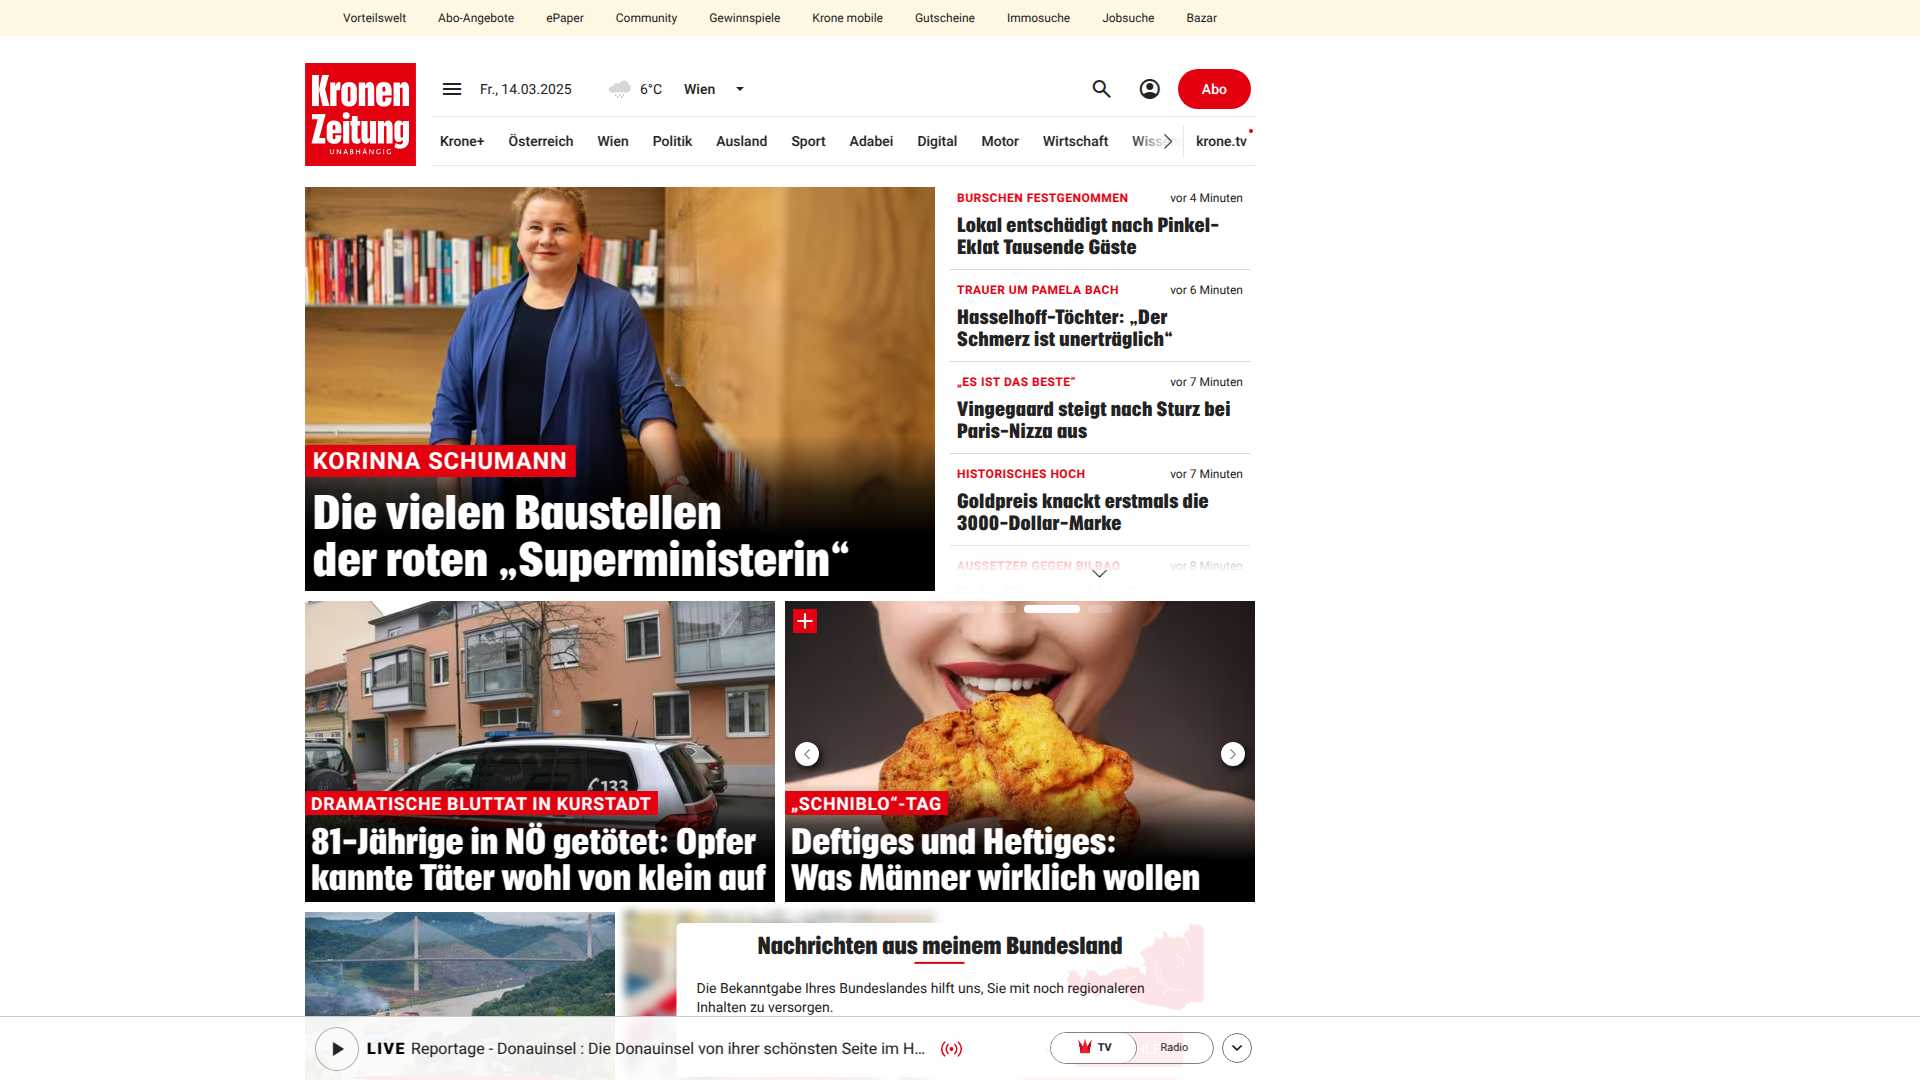 Vorteilswelt Abo-Angebote ePaper Community Gewinnspiele Krone mobile Gutscheine Immosuche Jobsuche Bazar
Kronen
Zeitung
UNABHÄNGIG
Fr., 14.03.2025 6°C Wien
Abo
Krone+ Österreich Wien Politik Ausland Sport Adabei Digital Motor Wirtschaft krone.tv
KORINNA SCHUMANN
Die vielen Baustellen
der roten „Superministerin“
BURSCHEN FESTGENOMMEN vor 4 Minuten
Lokal entschädigt nach Pinkel-
Eklat Tausende Gäste
TRAUER UM PAMELA BACH vor 6 Minuten
Hasselhoff-Töchter: „Der
Schmerz ist unerträglich“
„ES IST DAS BESTE“ vor 7 Minuten
Vingegaard steigt nach Sturz bei
Paris-Nizza aus
HISTORISCHES HOCH vor 7 Minuten
Goldpreis knackt erstmals die
3000-Dollar-Marke
AUSSETZER GEGEN BILBAO vor 8 Minuten
133
DRAMATISCHE BLUTTAT IN KURSTADT
81-Jährige in NÖ getötet: Opfer
kannte Täter wohl von klein auf
„SCHNIBLO“-TAG
Deftiges und Heftiges:
Was Männer wirklich wollen
Nachrichten aus meinem Bundesland
Die Bekanntgabe Ihres Bundeslandes hilft uns, Sie mit noch regionaleren
Inhalten zu versorgen.
LIVE Reportage - Donauinsel : Die Donauinsel von ihrer schönsten Seite im H...
TV Radio